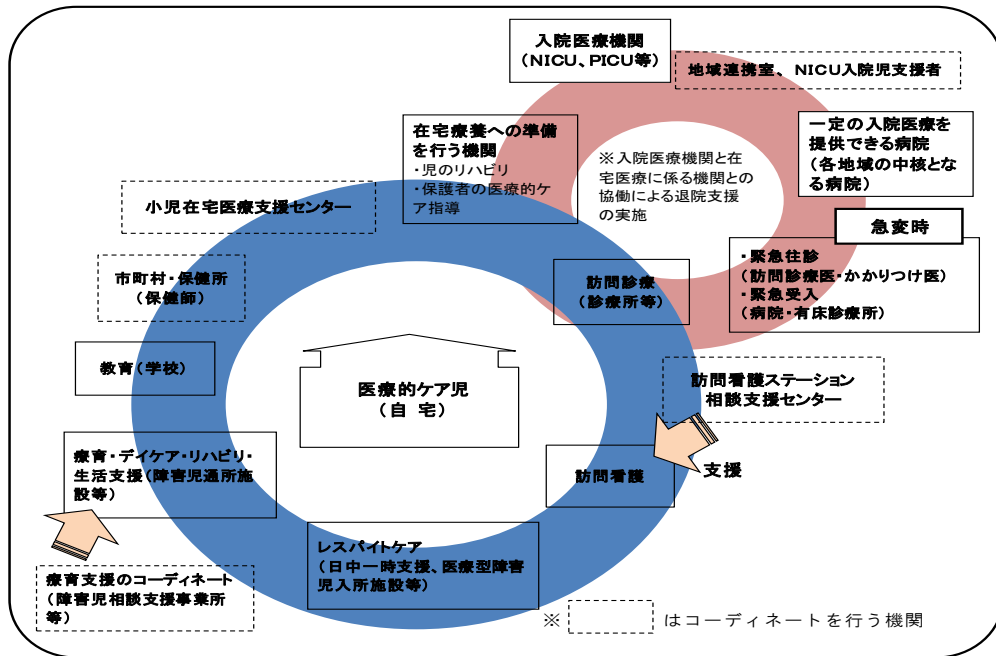 入院医療機関
(NICU、PICU等)
地域連携室、NICU入院児支援者
在宅療養への準備
を行う機関
・児のリハビリ
・保護者の医療的ケ
ア指導
※入院医療機関と在
宅医療に係る機関との
協働による退院支援
の実施
一定の入院医療を
提供できる病院
(各地域の中核とな
る病院)
急変時
・緊急往診
(訪問診療医・かかりつけ医)
・緊急受入
(病院・有床診療所)
小児在宅医療支援センター
市町村・保健所
(保健師)
訪問診療
(診療所等)
教育(学校)
医療的ケア児
(自 宅)
訪問看護ステーション
相談支援センター
療育・デイケア・リハビリ・
生活支援(障害児通所施
設等)
訪問看護
支援
レスパイトケア
(日中一時支援、医療型障害
児入所施設等)
療育支援のコーディネート
(障害児相談支援事業所
等)
※ はコーディネートを行う機関